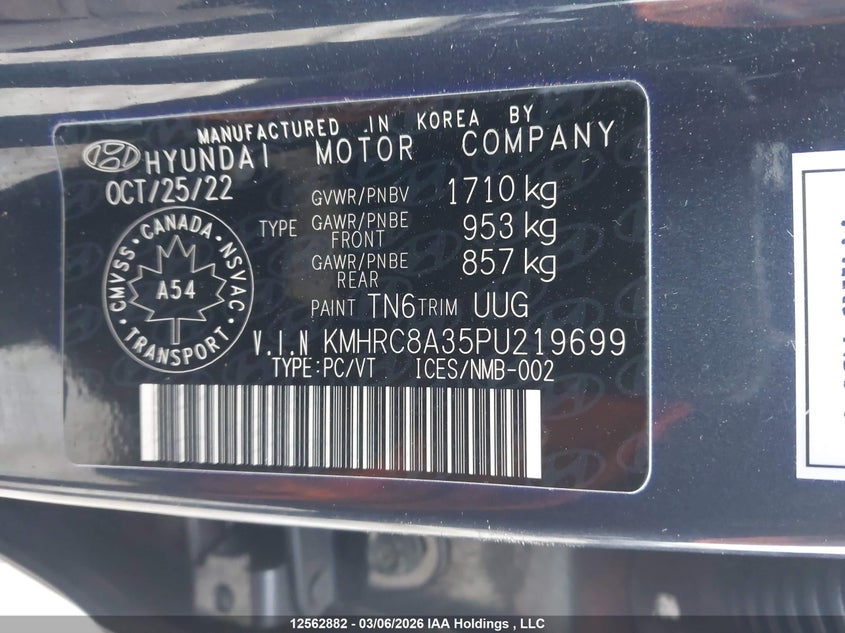 MANUFACTURED IN KOREA BY
HYUNDAI MOTOR COMPANY
OCT/25/22
GVWR/PNBV 1710 kg
TYPE GAWR/PNBE FRONT 953 kg
GAWR/PNBE REAR 857 kg
CMVSS · CANADA · NSVAC
A54
TRANSPORT
PAINT TN6 TRIM UUG
V.I.N KMHRC8A35PU219699
TYPE:PC/VT ICES/NMB-002
12562882 - 03/06/2026 IAA Holdings , LLC